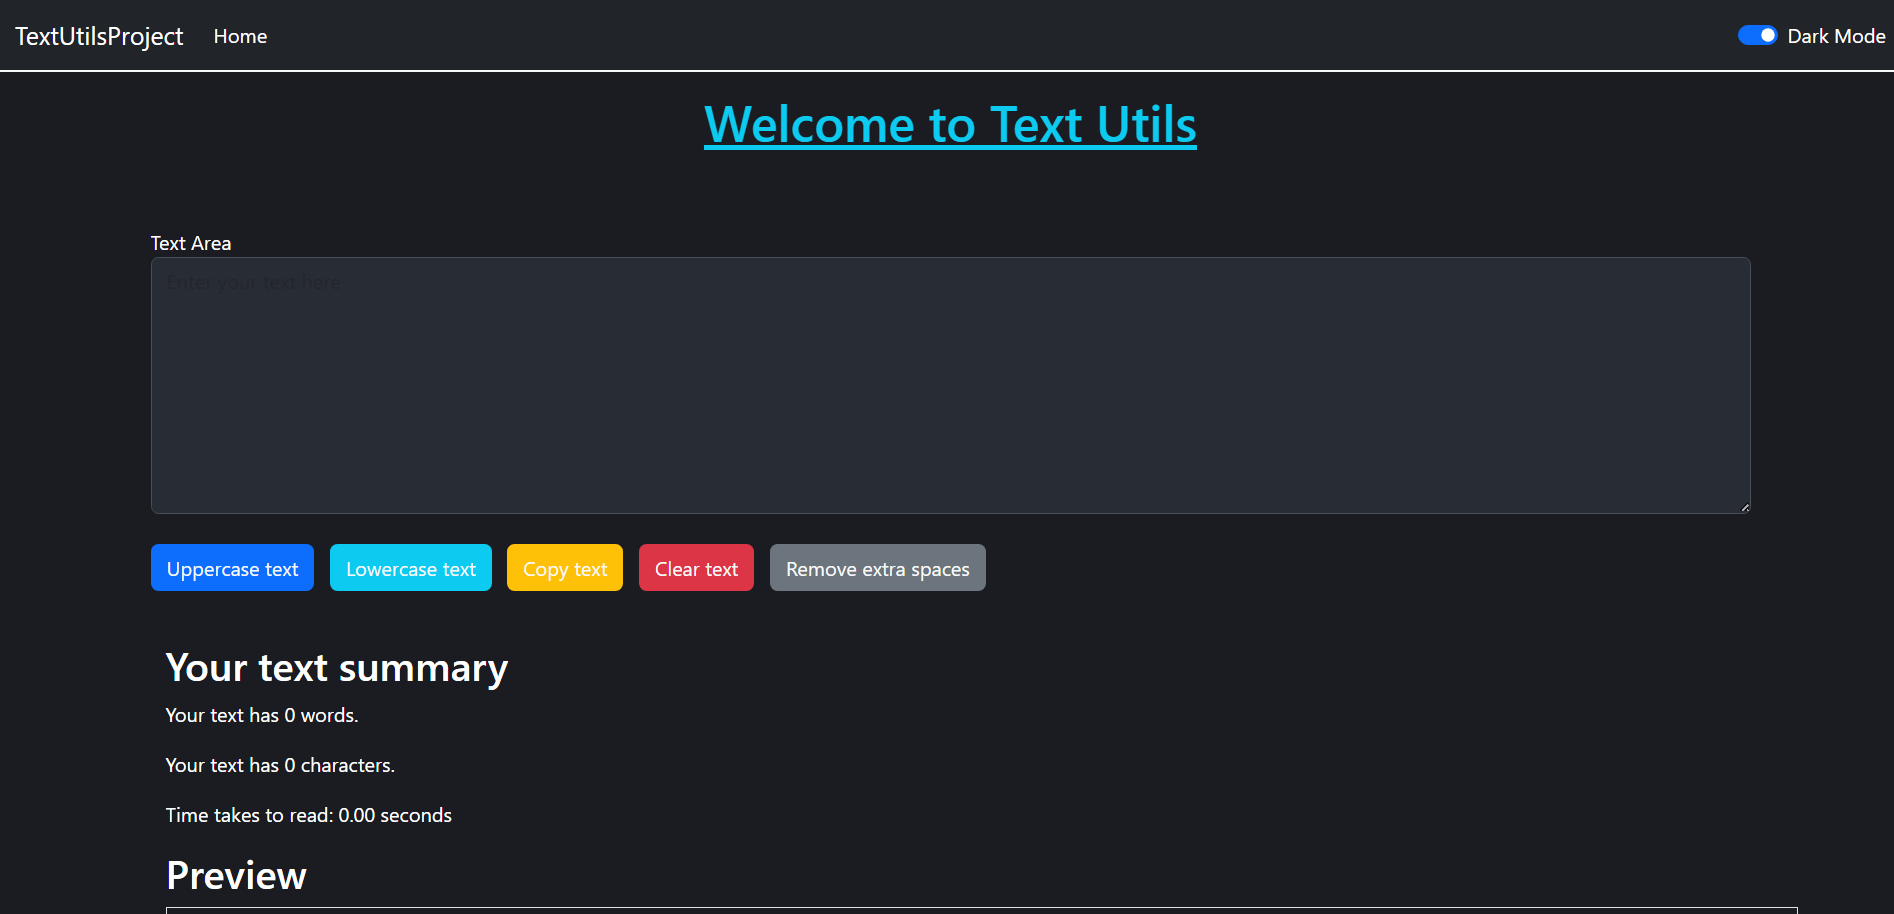 TextUtilsProject Home Dark Mode
Welcome to Text Utils
Text Area
Enter your text here
Uppercase text Lowercase text Copy text Clear text Remove extra spaces
Your text summary
Your text has 0 words.
Your text has 0 characters.
Time takes to read: 0.00 seconds
Preview